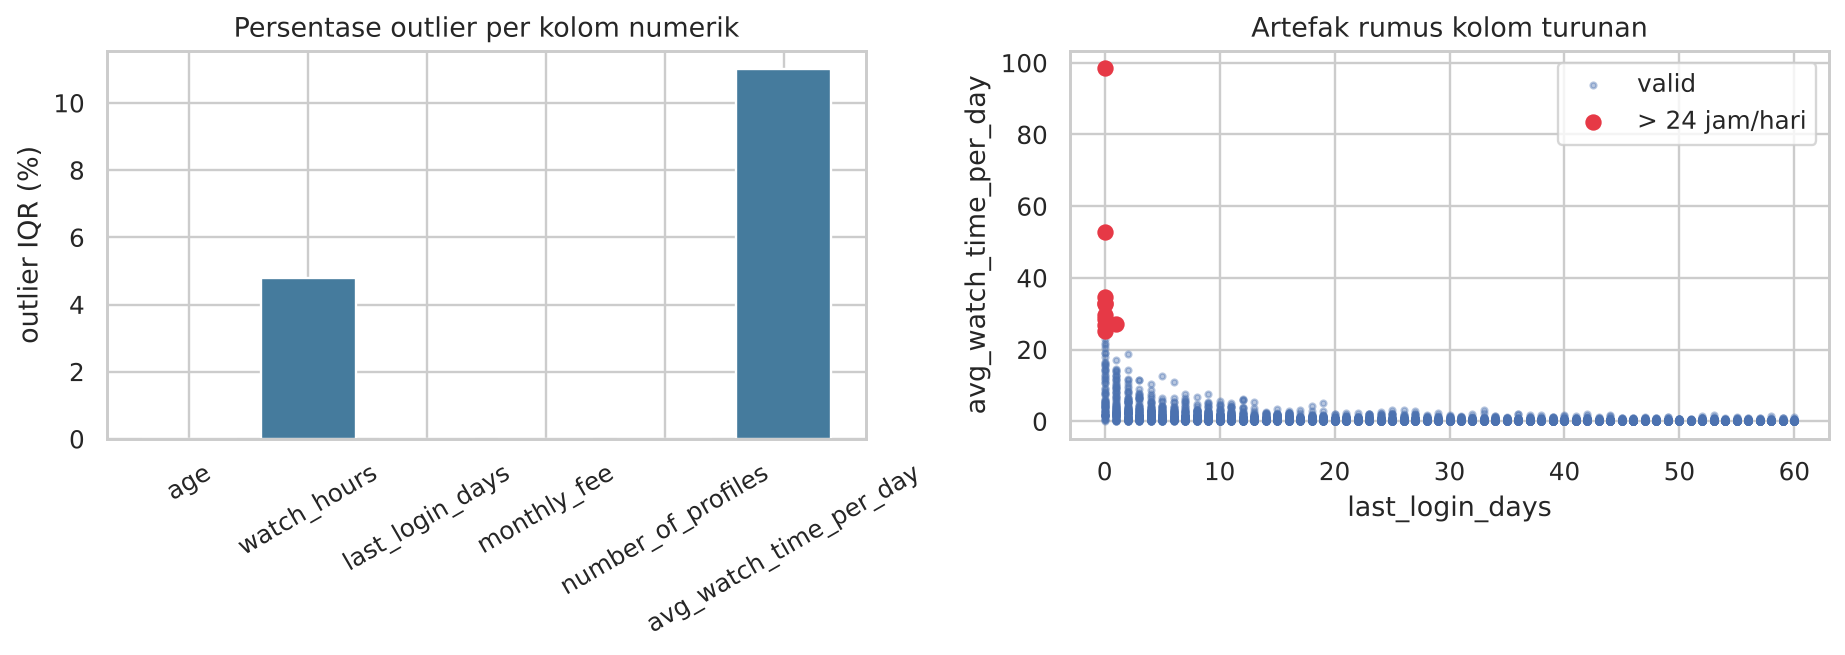 Persentase outlier per kolom numerik
outlier IQR (%)
10
8
6
4
2
0
age
watch_hours
last_login_days
monthly_fee
number_of_profiles
avg_watch_time_per_day
Artefak rumus kolom turunan
avg_watch_time_per_day
100
80
60
40
20
0
valid
> 24 jam/hari
0 10 20 30 40 50 60
last_login_days